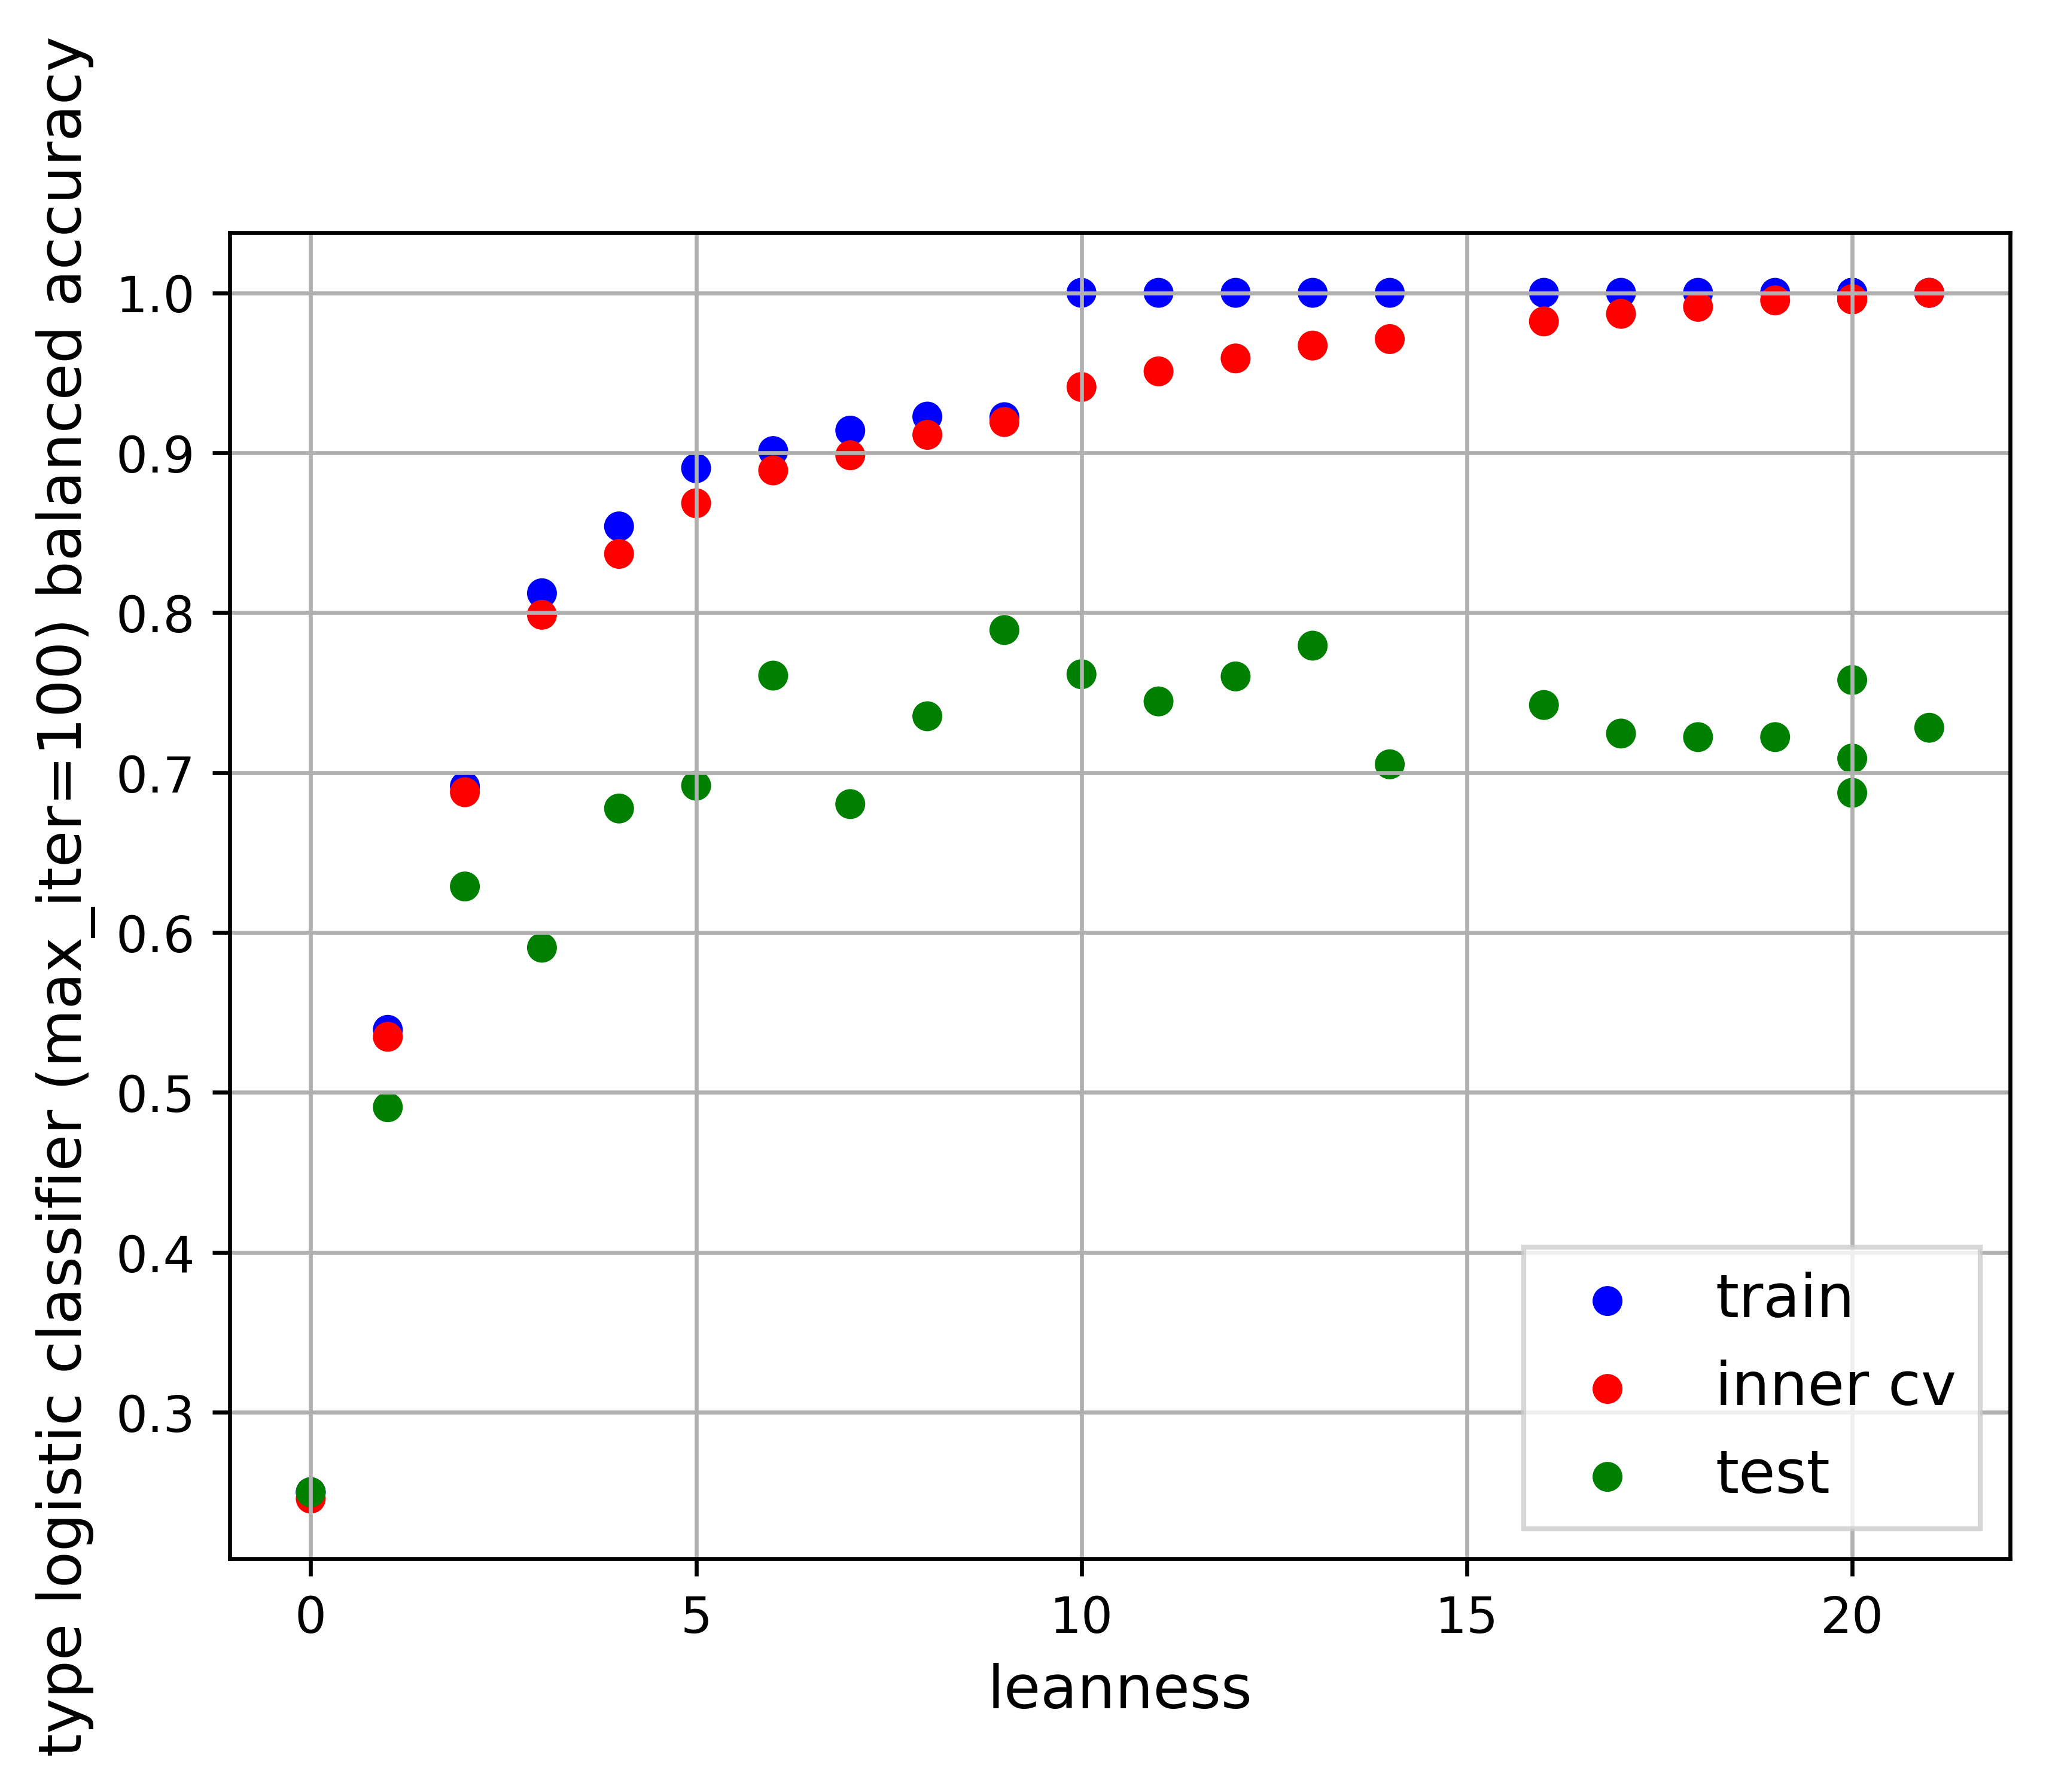 type logistic classifier (max_iter=100) balanced accuracy
1.0
0.9
0.8
0.7
0.6
0.5
0.4
0.3
0 5 10 15 20
leanness
train
inner cv
test